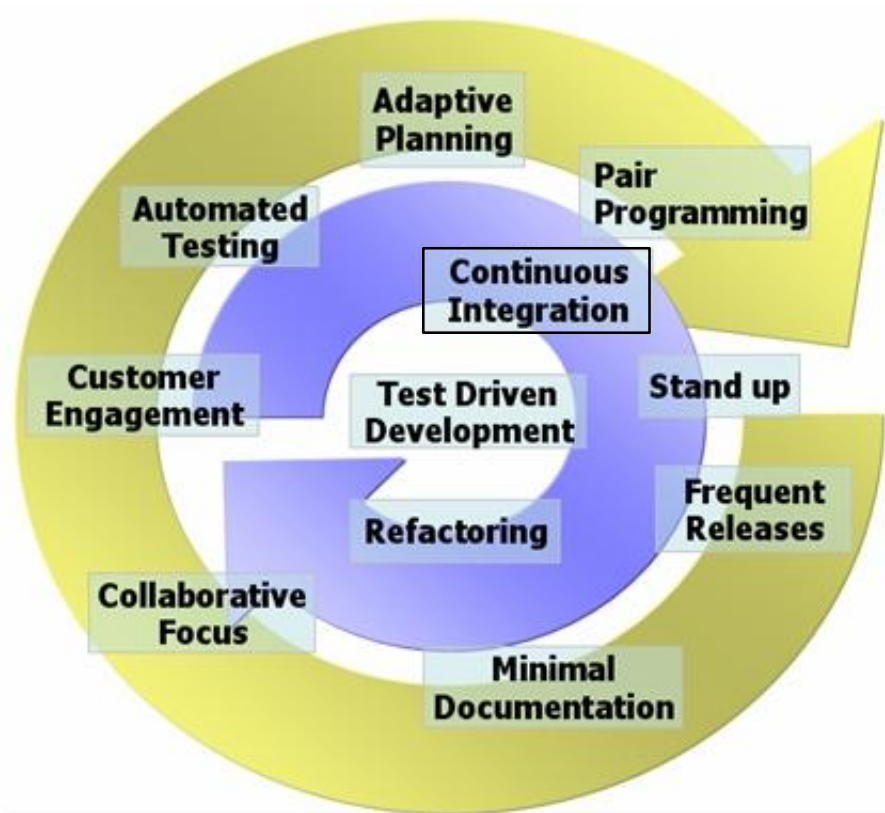 Adaptive
Planning
Pair
Programming
Automated
Testing
Continuous
Integration
Customer
Engagement
Test Driven
Development
Stand up
Frequent
Releases
Refactoring
Collaborative
Focus
Minimal
Documentation